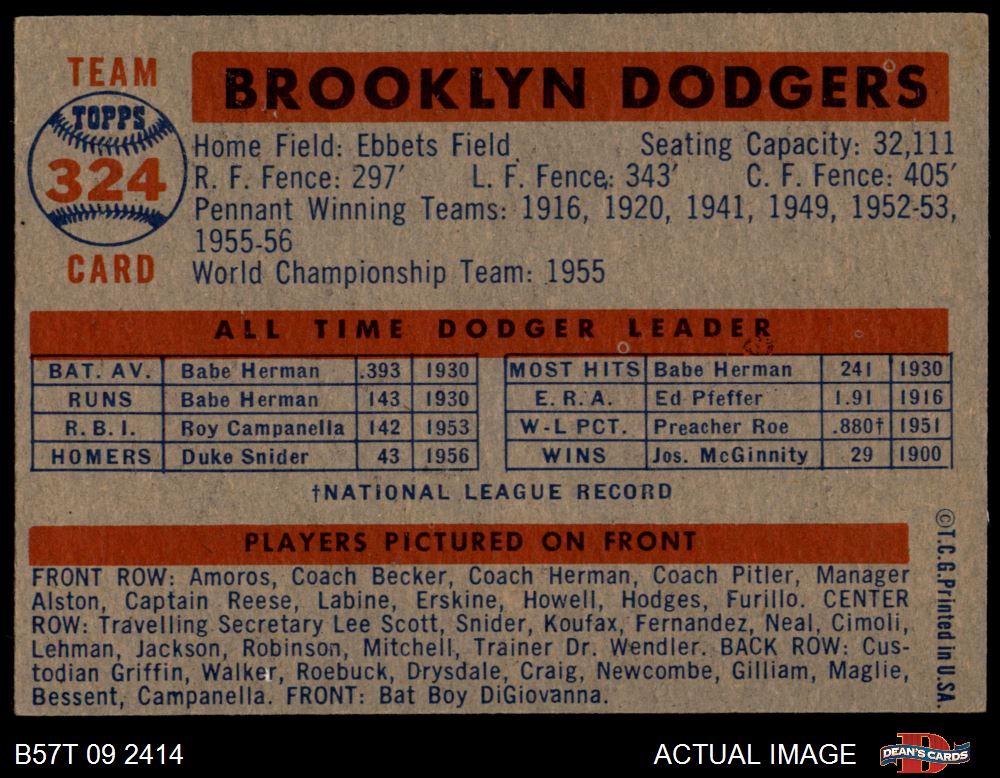 TEAM
TOPPS
324
CARD
BROOKLYN DODGERS
Home Field: Ebbets Field Seating Capacity: 32,111
R. F. Fence: 297′ L. F. Fence: 343′ C. F. Fence: 405′
Pennant Winning Teams: 1916, 1920, 1941, 1949, 1952-53,
1955-56
World Championship Team: 1955
ALL TIME DODGER LEADER
BAT. AV. Babe Herman .393 1930 MOST HITS Babe Herman 241 1930
RUNS Babe Herman 143 1930 E. R. A. Ed Pfeffer 1.91 1916
R. B. I. Roy Campanella 142 1953 W-L PCT. Preacher Roe .880† 1951
HOMERS Duke Snider 43 1956 WINS Jos. McGinnity 29 1900
†NATIONAL LEAGUE RECORD
PLAYERS PICTURED ON FRONT
FRONT ROW: Amoros, Coach Becker, Coach Herman, Coach Pitler, Manager
Alston, Captain Reese, Labine, Erskine, Howell, Hodges, Furillo. CENTER
ROW: Travelling Secretary Lee Scott, Snider, Koufax, Fernandez, Neal, Cimoli,
Lehman, Jackson, Robinson, Mitchell, Trainer Dr. Wendler. BACK ROW: Cus-
todian Griffin, Walker, Roebuck, Drysdale, Craig, Newcombe, Gilliam, Maglie,
Bessent, Campanella. FRONT: Bat Boy DiGiovanna.
©T.C.G. Printed in U.S.A.
B57T 09 2414 ACTUAL IMAGE
DEAN'S CARDS